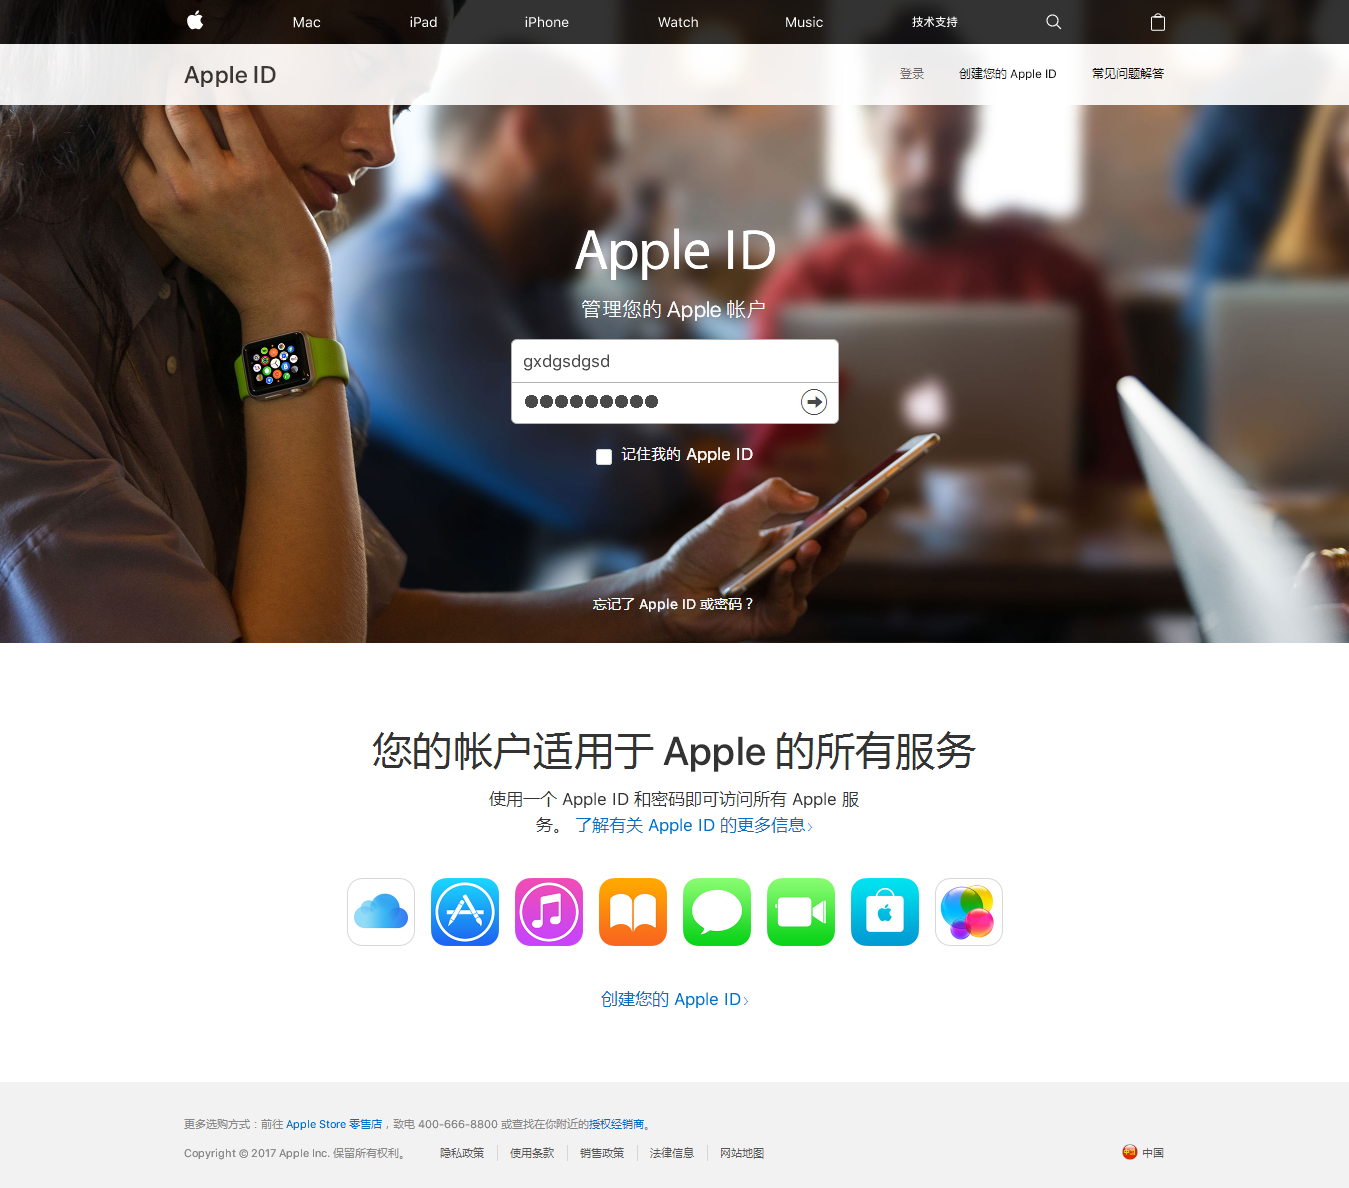 Mac iPad iPhone Watch Music 技术支持
Apple ID 登录 创建您的 Apple ID 常见问题解答
Apple ID
管理您的 Apple 帐户
gxdgsdgsd
记住我的 Apple ID
忘记了 Apple ID 或密码？
您的帐户适用于 Apple 的所有服务
使用一个 Apple ID 和密码即可访问所有 Apple 服
务。 了解有关 Apple ID 的更多信息
创建您的 Apple ID
更多选购方式：前往 Apple Store 零售店，致电 400-666-8800 或查找在你附近的授权经销商。
Copyright © 2017 Apple Inc. 保留所有权利。 隐私政策 使用条款 销售政策 法律信息 网站地图 中国